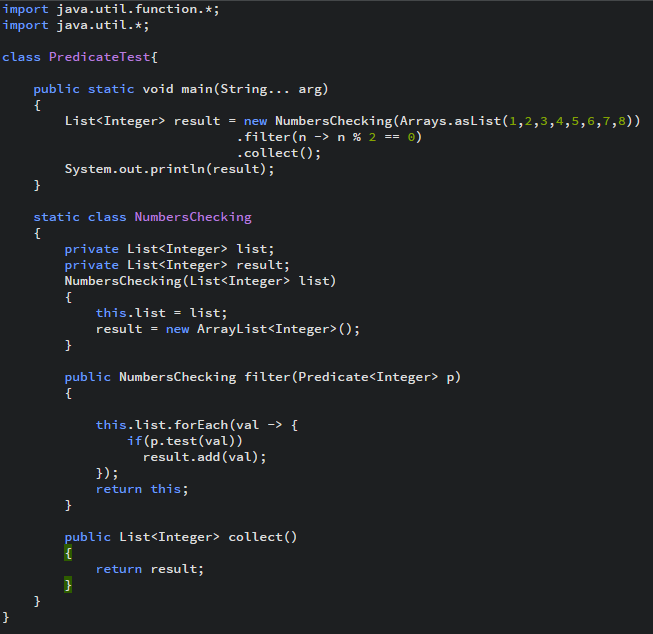 import java.util.function.*;
import java.util.*;
class PredicateTest{
public static void main(String... arg)
{
List<Integer> result = new NumbersChecking(Arrays.asList(1,2,3,4,5,6,7,8))
.filter(n -> n % 2 == 0)
.collect();
System.out.println(result);
}
static class NumbersChecking
{
private List<Integer> list;
private List<Integer> result;
NumbersChecking(List<Integer> list)
{
this.list = list;
result = new ArrayList<Integer>();
}
public NumbersChecking filter(Predicate<Integer> p)
{
this.list.forEach(val -> {
if(p.test(val))
result.add(val);
});
return this;
}
public List<Integer> collect()
{
return result;
}
}
}